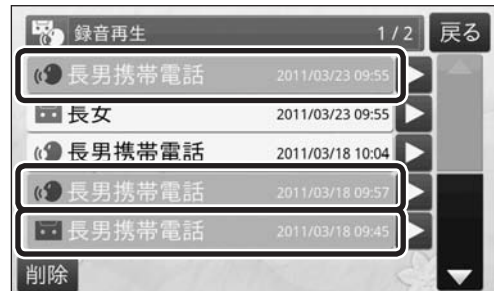 録音再生 1 / 2 戻る
長男携帯電話 2011/03/23 09:55
長女 2011/03/23 09:55
長男携帯電話 2011/03/18 10:04
長男携帯電話 2011/03/18 09:57
長男携帯電話 2011/03/18 09:45
削除